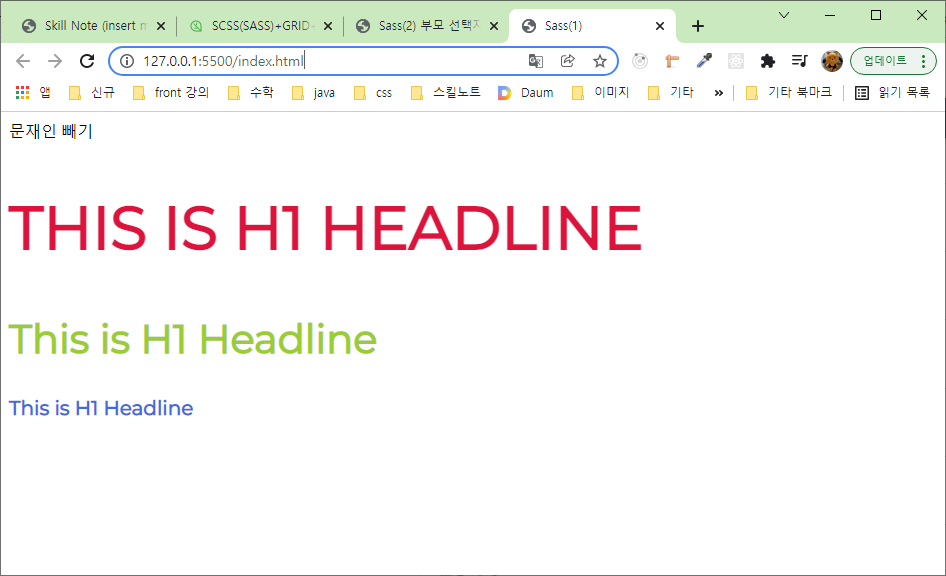 Skill Note (insert m
SCSS(SASS)+GRID
Sass(2) 부모 선택
Sass(1)
127.0.0.1:5500/index.html
업데이트
앱 신규 front 강의 수학 java css 스킬노트 Daum 이미지 기타 » 기타 북마크 읽기 목록
문재인 빼기
THIS IS H1 HEADLINE
This is H1 Headline
This is H1 Headline